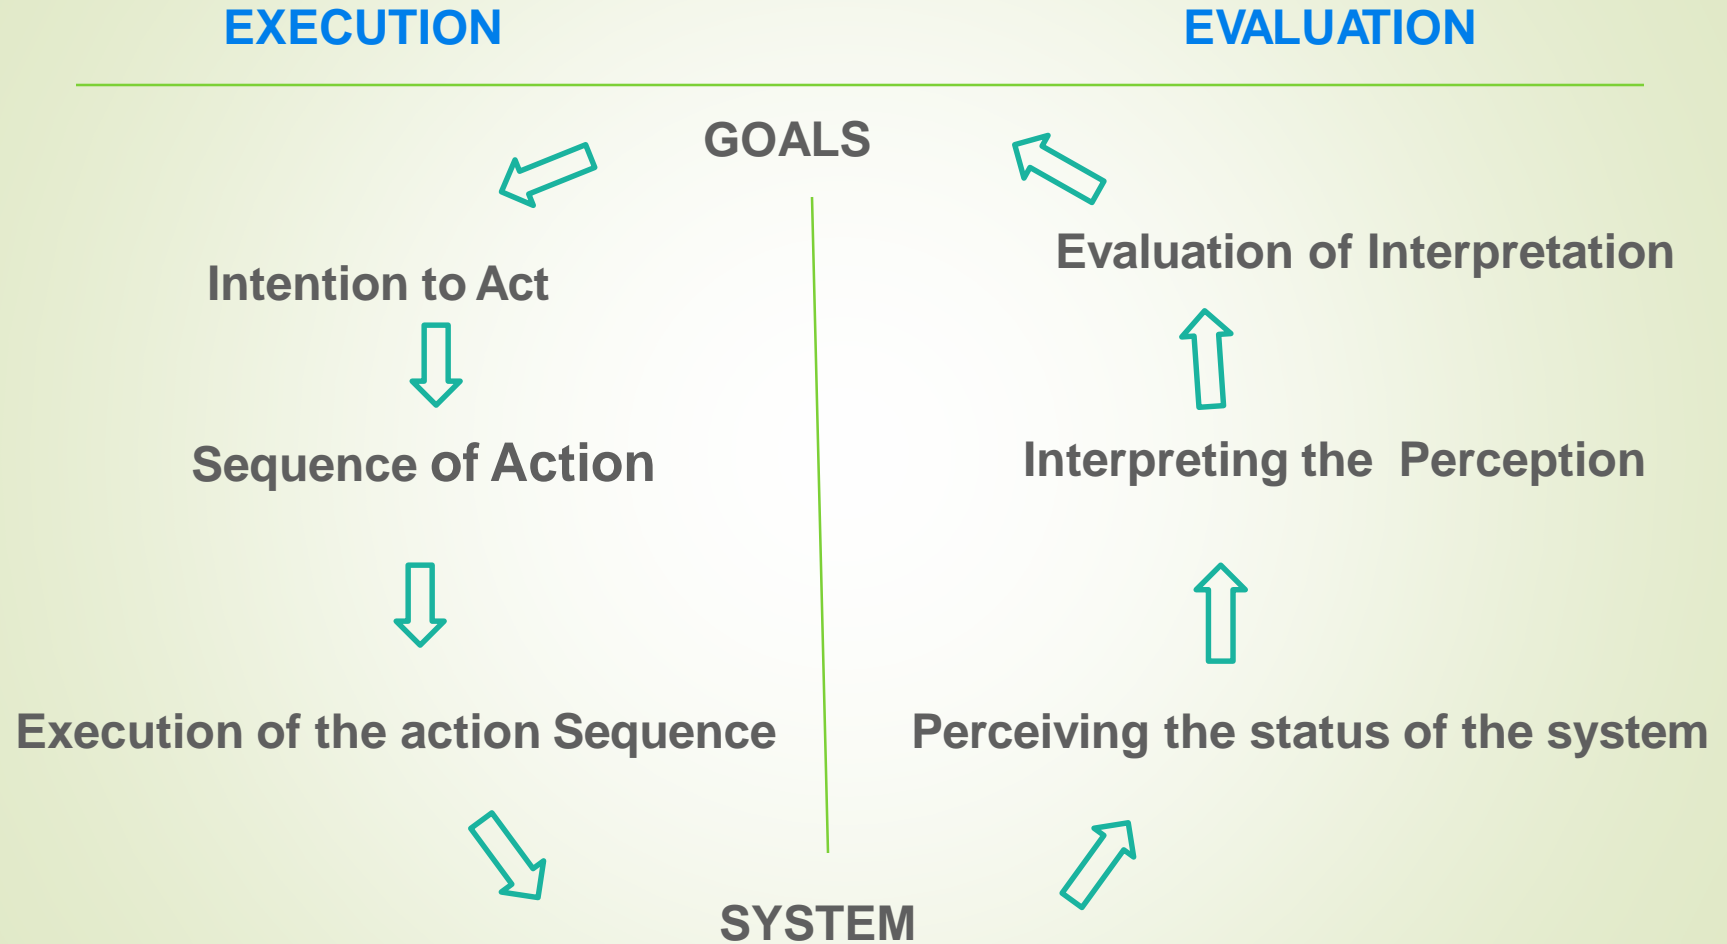 EXECUTION
EVALUATION
GOALS
Intention to Act
Evaluation of Interpretation
Sequence of Action
Interpreting the Perception
Execution of the action Sequence
Perceiving the status of the system
SYSTEM